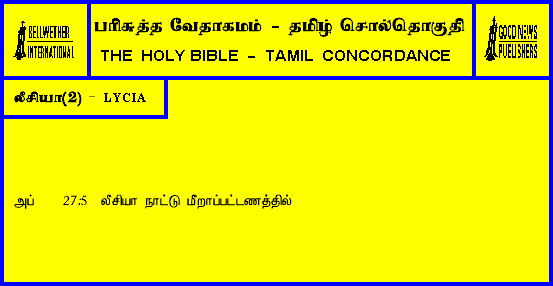 BELLWETHER
INTERNATIONAL
பரிசுத்த வேதாகமம் - தமிழ் சொல்தொகுதி
THE HOLY BIBLE - TAMIL CONCORDANCE
GOOD NEWS
PUBLISHERS
லீசியா(2) - LYCIA
அப் 27:5 லீசியா நாட்டு மீறாப்பட்டணத்தில்